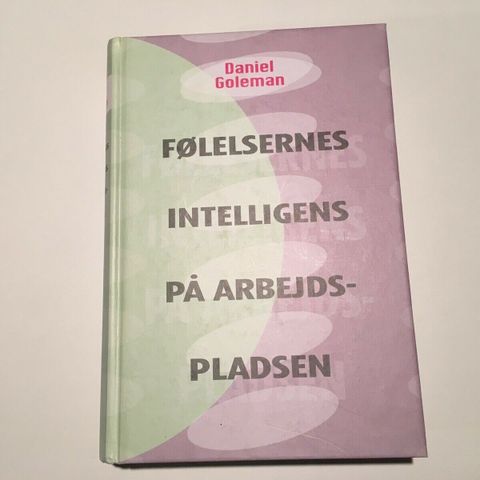 Daniel
Goleman
FØLELSERNES
INTELLIGENS
PÅ ARBEJDS-
PLADSEN